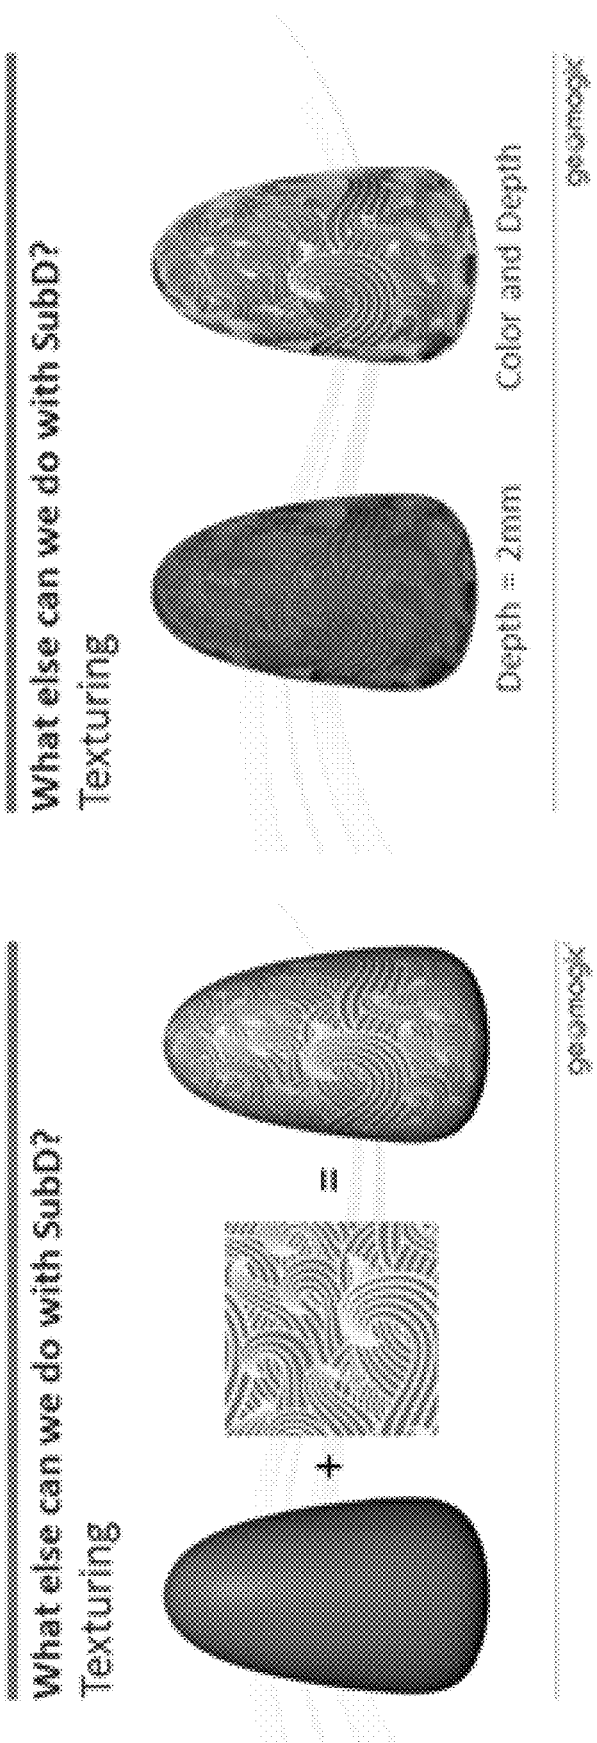 What else can we do with SubD?
Texturing
+
=
geomagic
What else can we do with SubD?
Texturing
Depth = 2mm
Color and Depth
geomagic